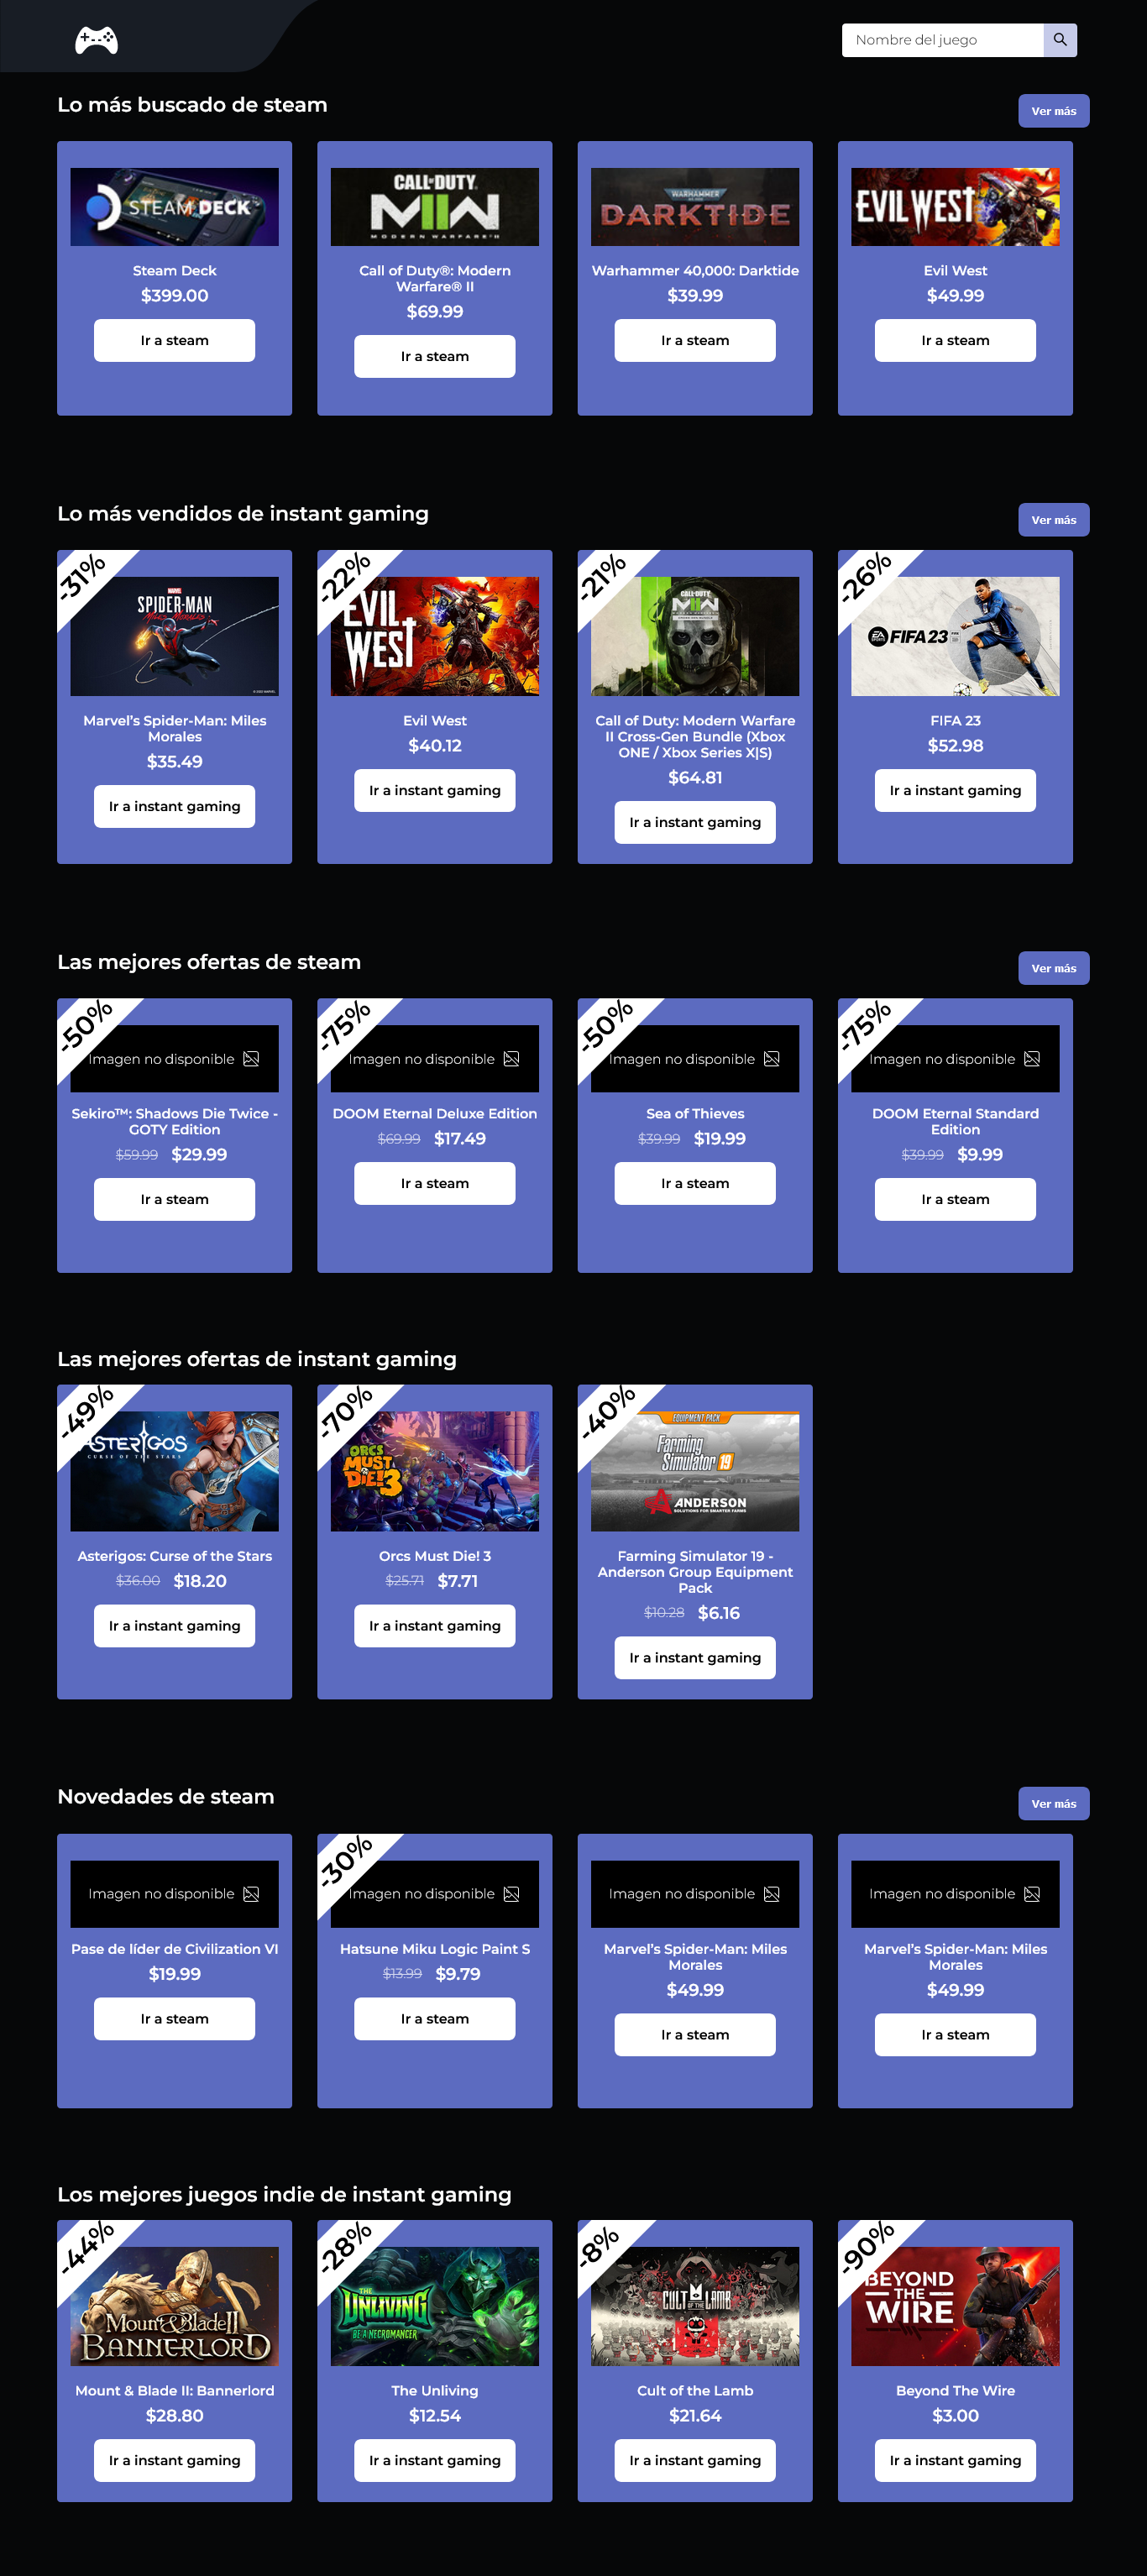 Nombre del juego
Lo más buscado de steam
Ver más
STEAM DECK
CALL OF DUTY
MW II
MODERN WARFARE II
WARHAMMER
40,000
DARKTIDE
EVIL WEST
Steam Deck
$399.00
Ir a steam
Call of Duty®: Modern
Warfare® II
$69.99
Ir a steam
Warhammer 40,000: Darktide
$39.99
Ir a steam
Evil West
$49.99
Ir a steam
Lo más vendidos de instant gaming
Ver más
-31%
MARVEL
SPIDER-MAN
MILES MORALES
Marvel's Spider-Man: Miles
Morales
$35.49
Ir a instant gaming
-22%
EVIL
WEST
Evil West
$40.12
Ir a instant gaming
-21%
CALL OF DUTY
MW II
Call of Duty: Modern Warfare
II Cross-Gen Bundle (Xbox
ONE / Xbox Series X|S)
$64.81
Ir a instant gaming
-26%
EA SPORTS FIFA 23
FIFA 23
$52.98
Ir a instant gaming
Las mejores ofertas de steam
Ver más
-50%
Imagen no disponible
Sekiro™: Shadows Die Twice -
GOTY Edition
$59.99 $29.99
Ir a steam
-75%
Imagen no disponible
DOOM Eternal Deluxe Edition
$69.99 $17.49
Ir a steam
-50%
Imagen no disponible
Sea of Thieves
$39.99 $19.99
Ir a steam
-75%
Imagen no disponible
DOOM Eternal Standard
Edition
$39.99 $9.99
Ir a steam
Las mejores ofertas de instant gaming
-49%
ASTERIGOS
CURSE OF THE STARS
Asterigos: Curse of the Stars
$36.00 $18.20
Ir a instant gaming
-70%
ORCS
MUST
DIE! 3
Orcs Must Die! 3
$25.71 $7.71
Ir a instant gaming
-40%
EQUIPMENT PACK
Farming
Simulator 19
ANDERSON
SOLUTIONS FOR SMARTER FARMS
Farming Simulator 19 -
Anderson Group Equipment
Pack
$10.28 $6.16
Ir a instant gaming
Novedades de steam
Ver más
Imagen no disponible
Pase de líder de Civilization VI
$19.99
Ir a steam
-30%
Imagen no disponible
Hatsune Miku Logic Paint S
$13.99 $9.79
Ir a steam
Imagen no disponible
Marvel's Spider-Man: Miles
Morales
$49.99
Ir a steam
Imagen no disponible
Marvel's Spider-Man: Miles
Morales
$49.99
Ir a steam
Los mejores juegos indie de instant gaming
-44%
Mount & Blade II
BANNERLORD
Mount & Blade II: Bannerlord
$28.80
Ir a instant gaming
-28%
THE
UNLIVING
BE A NECROMANCER
The Unliving
$12.54
Ir a instant gaming
-8%
CULT OF THE LAMB
Cult of the Lamb
$21.64
Ir a instant gaming
-90%
BEYOND
THE
WIRE
Beyond The Wire
$3.00
Ir a instant gaming